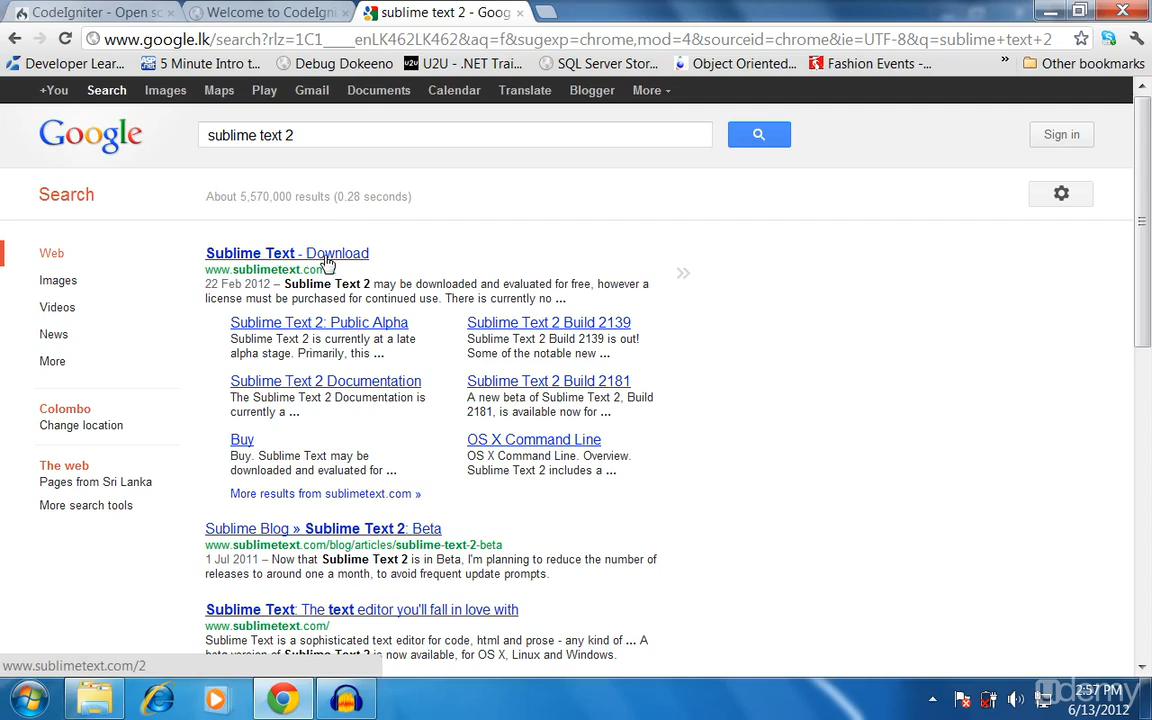 CodeIgniter - Open sc
Welcome to CodeIgni
sublime text 2 - Goog
www.google.lk/search?rlz=1C1____enLK462LK462&aq=f&sugexp=chrome,mod=4&sourceid=chrome&ie=UTF-8&q=sublime+text+2
Developer Lear...
5 Minute Intro t...
Debug Dokeeno
U2U - .NET Trai...
SQL Server Stor...
Object Oriented...
Fashion Events -...
»
Other bookmarks
+You Search Images Maps Play Gmail Documents Calendar Translate Blogger More
Google
sublime text 2
Sign in
Search
About 5,570,000 results (0.28 seconds)
Web
Images
Videos
News
More
Colombo
Change location
The web
Pages from Sri Lanka
More search tools
Sublime Text - Download
www.sublimetext.com
22 Feb 2012 – Sublime Text 2 may be downloaded and evaluated for free, however a
license must be purchased for continued use. There is currently no ...
Sublime Text 2: Public Alpha
Sublime Text 2 is currently at a late
alpha stage. Primarily, this ...
Sublime Text 2 Build 2139
Sublime Text 2 Build 2139 is out!
Some of the notable new ...
Sublime Text 2 Documentation
The Sublime Text 2 Documentation is
currently a ...
Sublime Text 2 Build 2181
A new beta of Sublime Text 2, Build
2181, is available now for ...
Buy
Buy. Sublime Text may be
downloaded and evaluated for ...
OS X Command Line
OS X Command Line. Overview.
Sublime Text 2 includes a ...
More results from sublimetext.com »
Sublime Blog » Sublime Text 2: Beta
www.sublimetext.com/blog/articles/sublime-text-2-beta
1 Jul 2011 – Now that Sublime Text 2 is in Beta, I'm planning to reduce the number of
releases to around one a month, to avoid frequent update prompts.
Sublime Text: The text editor you'll fall in love with
www.sublimetext.com/
Sublime Text is a sophisticated text editor for code, html and prose - any kind of ... A
beta version of Sublime Text 2 is now available, for OS X, Linux and Windows.
www.sublimetext.com/2
2:57 PM
6/13/2012
udemy